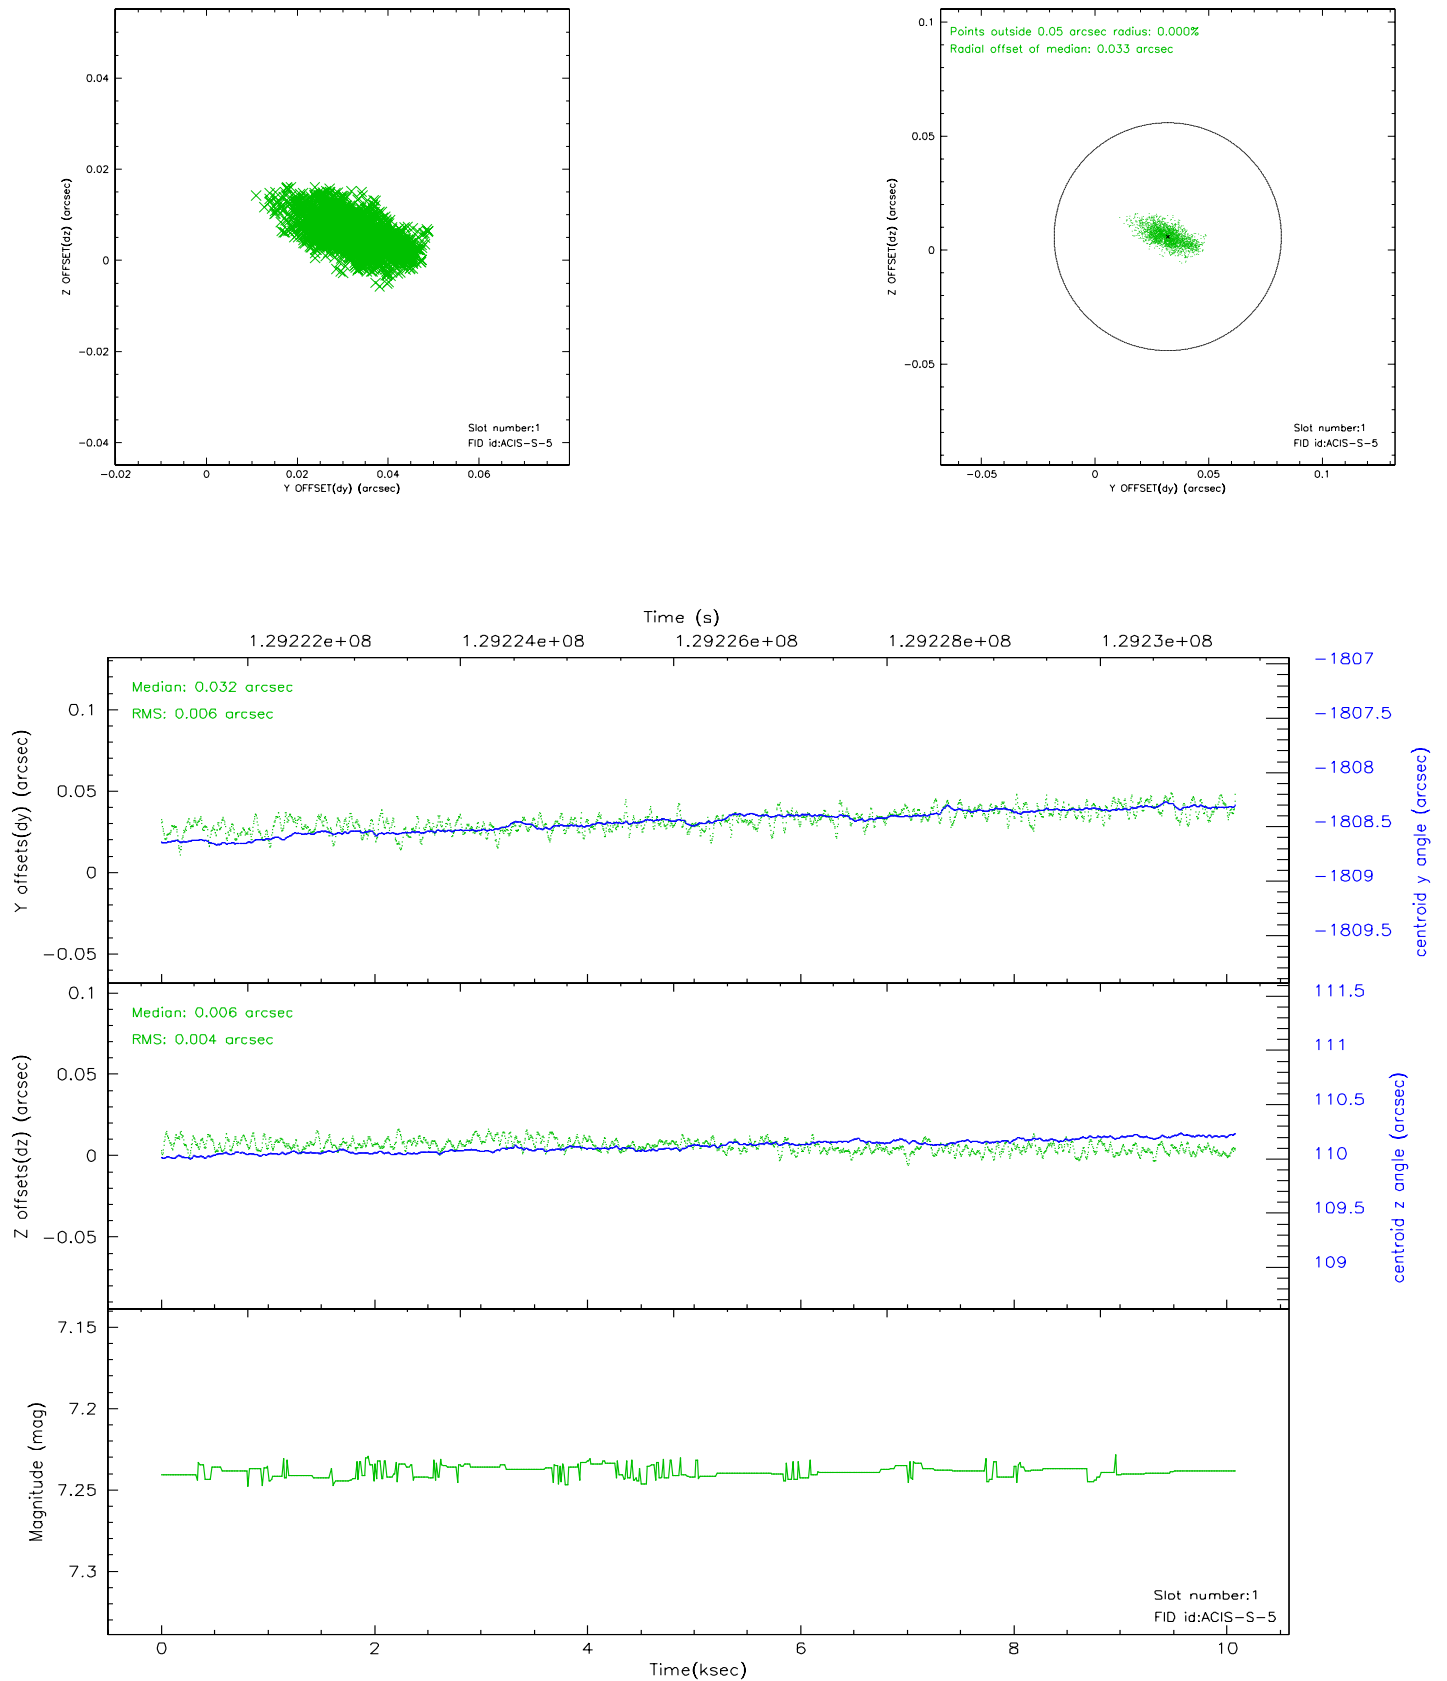 0.04
0.02
0
−0.02
−0.04
Z OFFSET(dz) (arcsec)
Slot number:1
FID id:ACIS−S−5
−0.02
0
0.02
0.04
0.06
Y OFFSET(dy) (arcsec)
0.1
0.05
0
−0.05
Z OFFSET(dz) (arcsec)
Points outside 0.05 arcsec radius: 0.000%
Radial offset of median: 0.033 arcsec
Slot number:1
FID id:ACIS−S−5
−0.05
0
0.05
0.1
Y OFFSET(dy) (arcsec)
Time (s)
1.29222e+08
1.29224e+08
1.29226e+08
1.29228e+08
1.2923e+08
Median: 0.032 arcsec
RMS: 0.006 arcsec
0.1
0.05
0
−0.05
Y offsets(dy) (arcsec)
−1807
−1807.5
−1808
−1808.5
−1809
−1809.5
centroid y angle (arcsec)
Median: 0.006 arcsec
RMS: 0.004 arcsec
0.1
0.05
0
−0.05
Z offsets(dz) (arcsec)
111.5
111
110.5
110
109.5
109
centroid z angle (arcsec)
7.15
7.2
7.25
7.3
Magnitude (mag)
Slot number:1
FID id:ACIS−S−5
0
2
4
6
8
10
Time(ksec)